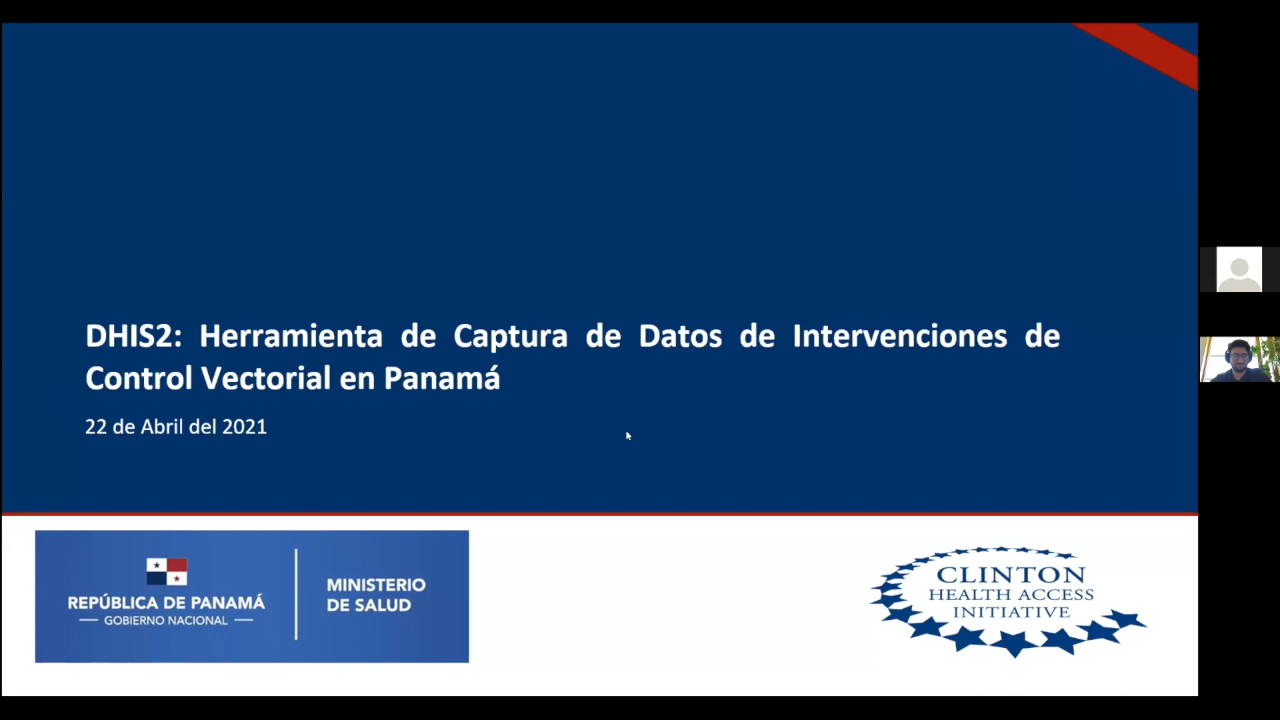 DHIS2: Herramienta de Captura de Datos de Intervenciones de
Control Vectorial en Panamá
22 de Abril del 2021
REPÚBLICA DE PANAMÁ
GOBIERNO NACIONAL
MINISTERIO
DE SALUD
CLINTON
HEALTH ACCESS
INITIATIVE